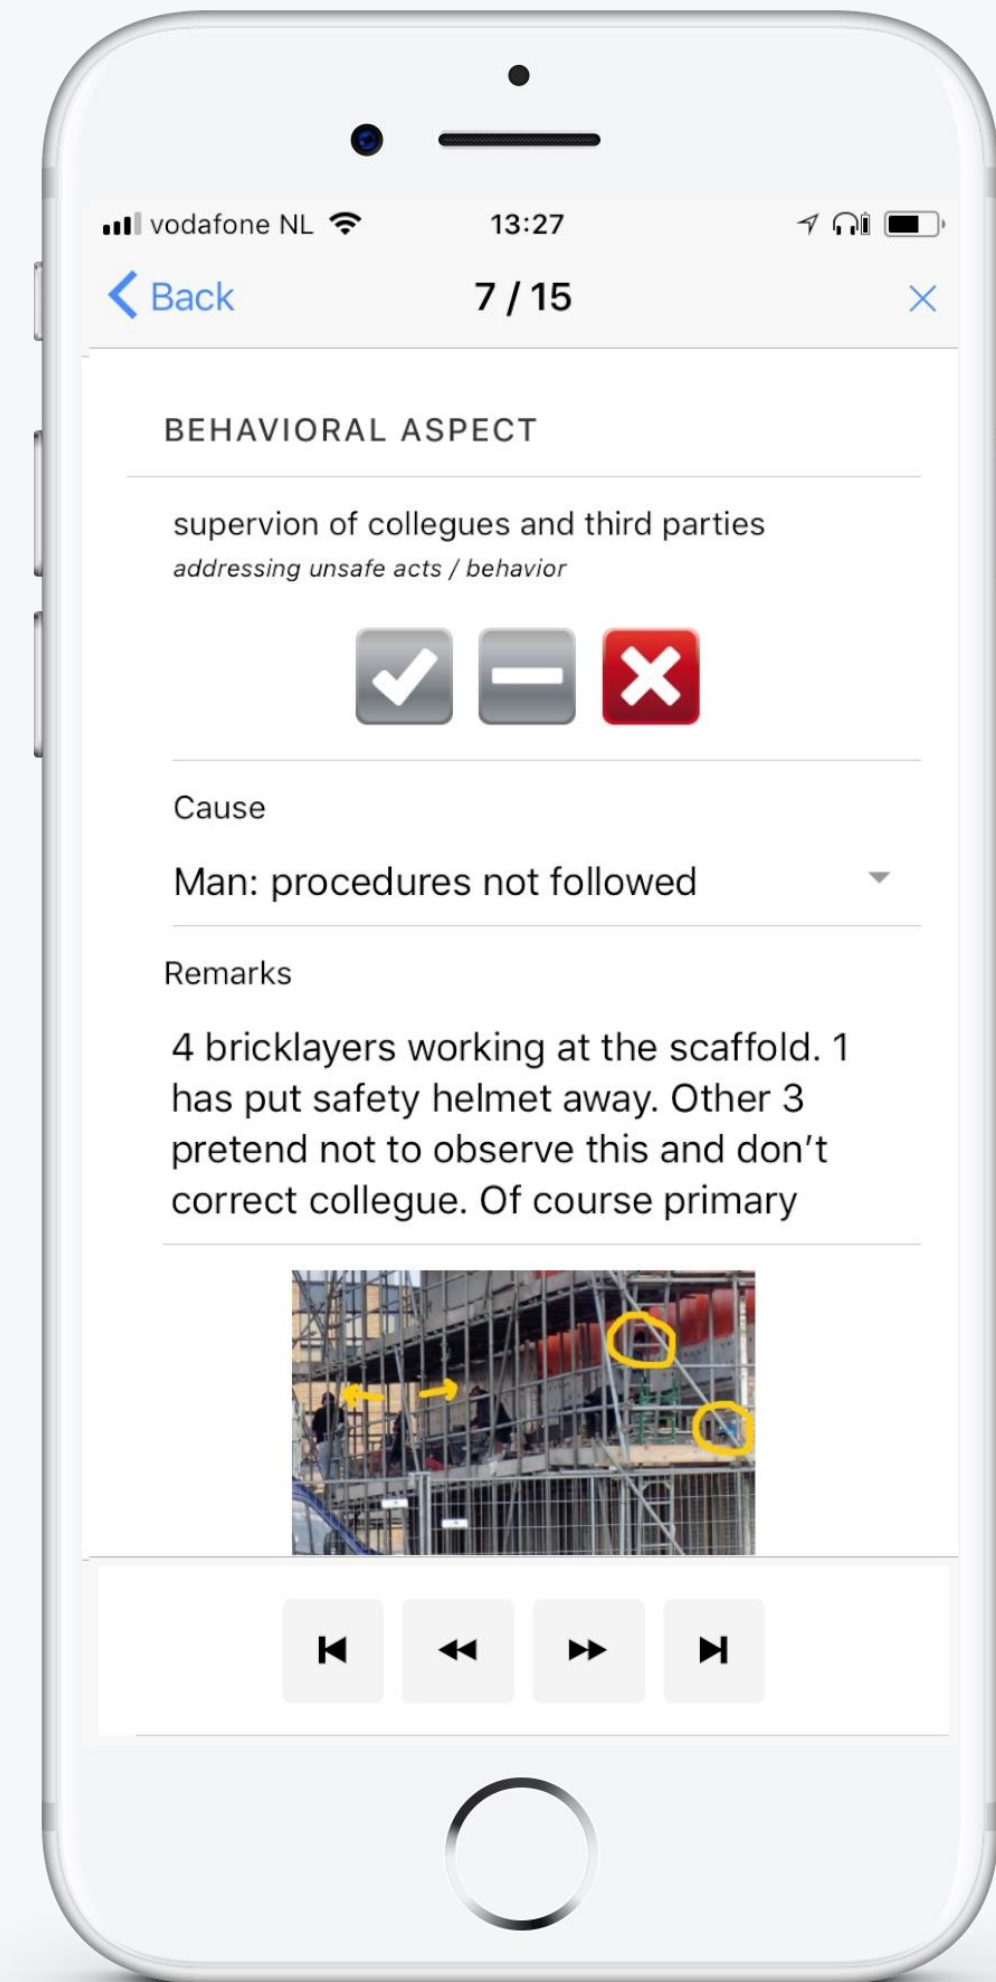 vodafone NL 13:27
Back 7 / 15
BEHAVIORAL ASPECT
supervion of collegues and third parties
addressing unsafe acts / behavior
Cause
Man: procedures not followed
Remarks
4 bricklayers working at the scaffold. 1
has put safety helmet away. Other 3
pretend not to observe this and don't
correct collegue. Of course primary